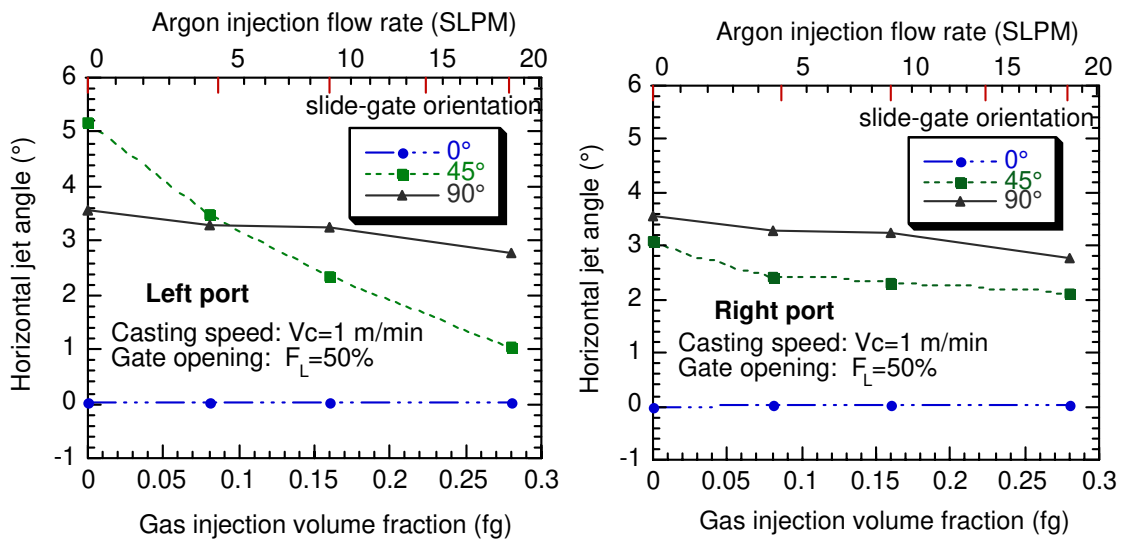 Argon injection flow rate (SLPM)
0 5 10 15 20
6
5
4
3
2
1
0
-1
Horizontal jet angle (°)
slide-gate orientation
0°
45°
90°
Left port
Casting speed: Vc=1 m/min
Gate opening: FL=50%
0 0.05 0.1 0.15 0.2 0.25 0.3
Gas injection volume fraction (fg)
Argon injection flow rate (SLPM)
0 5 10 15 20
6
5
4
3
2
1
0
-1
Horizontal jet angle (°)
slide-gate orientation
0°
45°
90°
Right port
Casting speed: Vc=1 m/min
Gate opening: FL=50%
0 0.05 0.1 0.15 0.2 0.25 0.3
Gas injection volume fraction (fg)